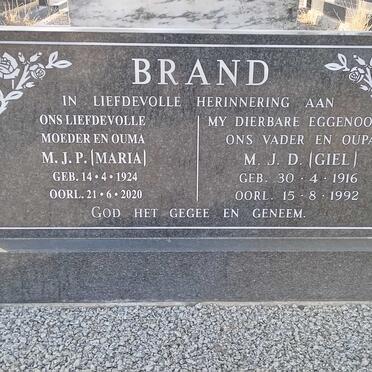 BRAND
IN LIEFDEVOLLE HERINNERING AAN
ONS LIEFDEVOLLE
MOEDER EN OUMA
M. J. P. (MARIA)
GEB. 14 • 4 • 1924
OORL. 21 • 6 • 2020
MY DIERBARE EGGENOO
ONS VADER EN OUPA
M. J. D. (GIEL)
GEB. 30 • 4 • 1916
OORL. 15 • 8 • 1992
GOD HET GEGEE EN GENEEM.